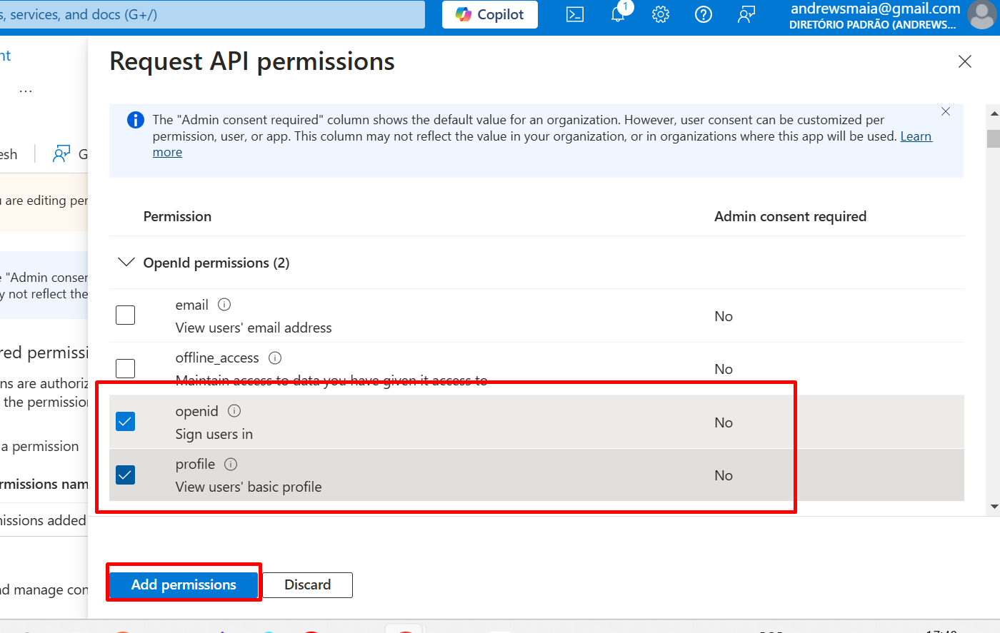 s, services, and docs (G+/)
Copilot
1
andrewsmaia@gmail.com
DIRETÓRIO PADRÃO (ANDREWS...
nt
Request API permissions
...
The "Admin consent required" column shows the default value for an organization. However, user consent can be customized per
permission, user, or app. This column may not reflect the value in your organization, or in organizations where this app will be used. Learn
more
esh
G
are editing per
Permission
Admin consent required
OpenId permissions (2)
"Admin conser
y not reflect the
email
No
View users' email address
red permissi
offline_access
No
Maintain access to data you have given it access to
ns are authoriz
the permission
openid
No
Sign users in
a permission
profile
No
View users' basic profile
rmissions nam
nissions added
Add permissions
Discard
nd manage con